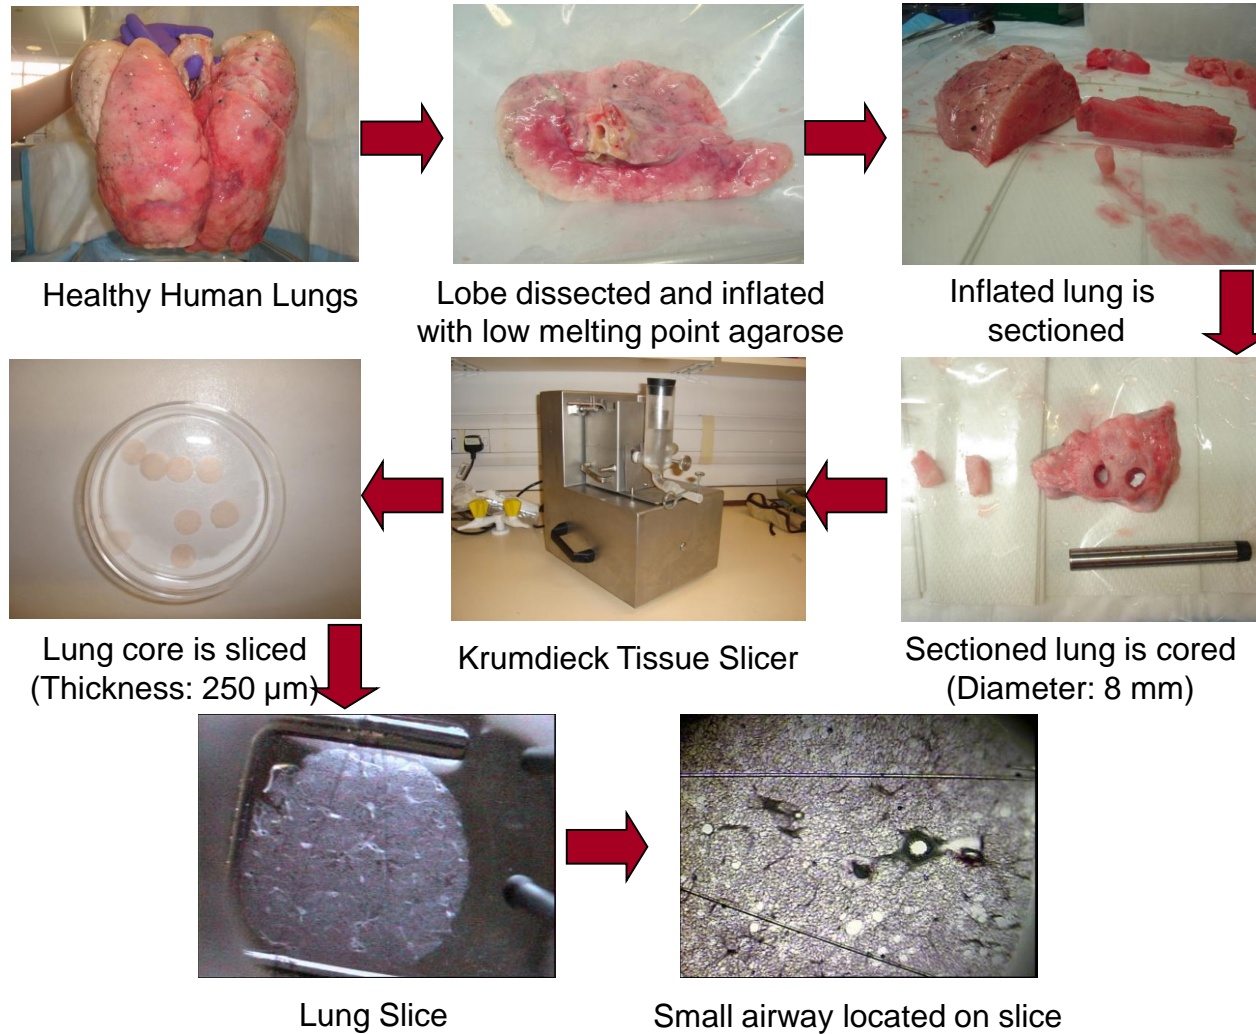 Healthy Human Lungs
Lobe dissected and inflated
with low melting point agarose
Inflated lung is
sectioned
Lung core is sliced
(Thickness: 250 µm)
Krumdieck Tissue Slicer
Sectioned lung is cored
(Diameter: 8 mm)
Lung Slice
Small airway located on slice